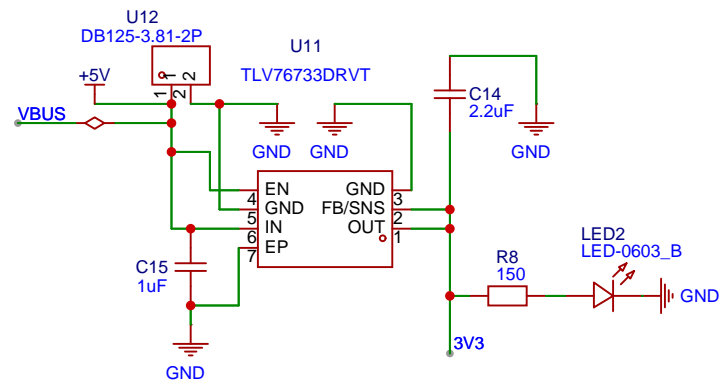 U12
DB125-3.81-2P
U11
TLV76733DRVT
+5V
1
2
1
2
VBUS
C14
2.2uF
GND
GND
GND
EN
GND
IN
EP
4
5
6
7
GND
FB/SNS
OUT
3
2
1
C15
1uF
GND
R8
150
LED2
LED-0603_B
GND
3V3